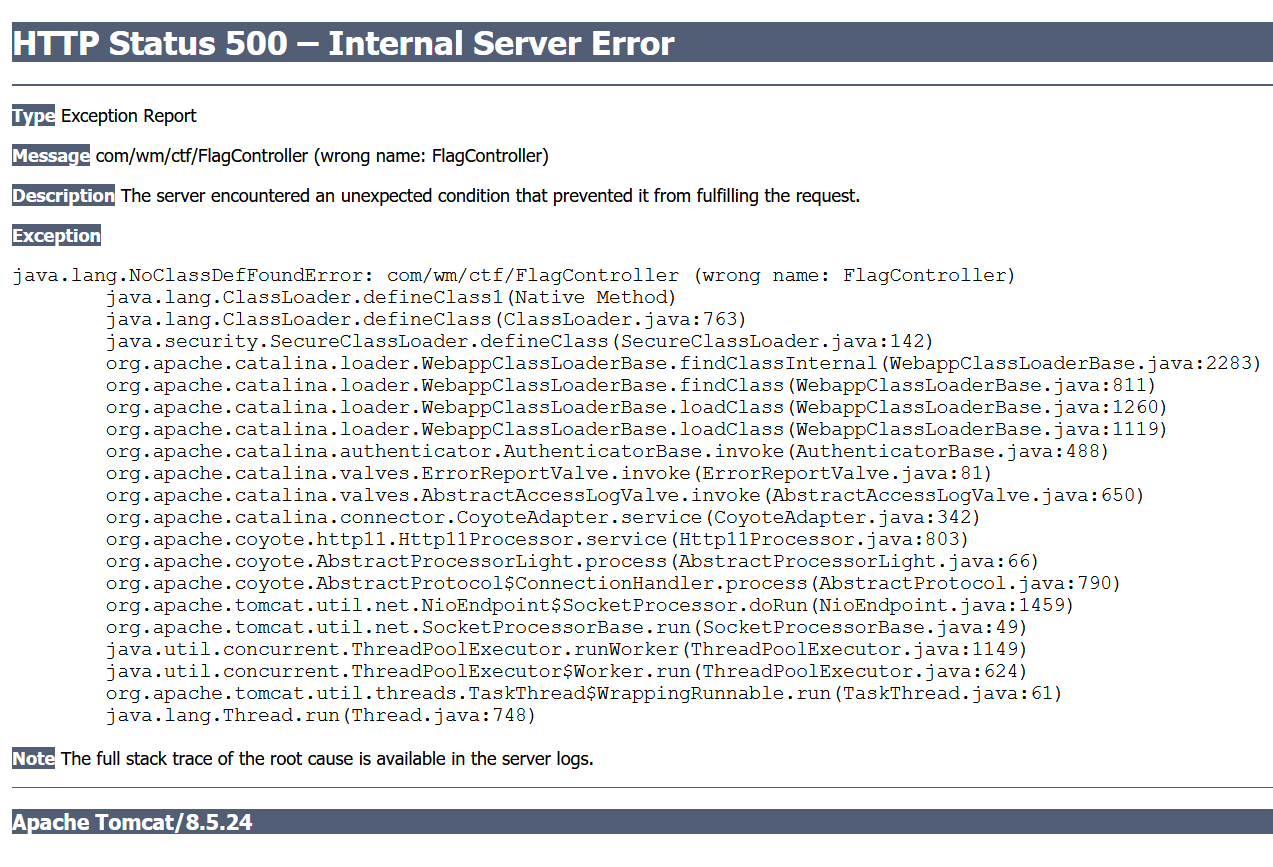 HTTP Status 500 – Internal Server Error
Type Exception Report
Message com/wm/ctf/FlagController (wrong name: FlagController)
Description The server encountered an unexpected condition that prevented it from fulfilling the request.
Exception
java.lang.NoClassDefFoundError: com/wm/ctf/FlagController (wrong name: FlagController)
java.lang.ClassLoader.defineClass1(Native Method)
java.lang.ClassLoader.defineClass(ClassLoader.java:763)
java.security.SecureClassLoader.defineClass(SecureClassLoader.java:142)
org.apache.catalina.loader.WebappClassLoaderBase.findClassInternal(WebappClassLoaderBase.java:2283)
org.apache.catalina.loader.WebappClassLoaderBase.findClass(WebappClassLoaderBase.java:811)
org.apache.catalina.loader.WebappClassLoaderBase.loadClass(WebappClassLoaderBase.java:1260)
org.apache.catalina.loader.WebappClassLoaderBase.loadClass(WebappClassLoaderBase.java:1119)
org.apache.catalina.authenticator.AuthenticatorBase.invoke(AuthenticatorBase.java:488)
org.apache.catalina.valves.ErrorReportValve.invoke(ErrorReportValve.java:81)
org.apache.catalina.valves.AbstractAccessLogValve.invoke(AbstractAccessLogValve.java:650)
org.apache.catalina.connector.CoyoteAdapter.service(CoyoteAdapter.java:342)
org.apache.coyote.http11.Http11Processor.service(Http11Processor.java:803)
org.apache.coyote.AbstractProcessorLight.process(AbstractProcessorLight.java:66)
org.apache.coyote.AbstractProtocol$ConnectionHandler.process(AbstractProtocol.java:790)
org.apache.tomcat.util.net.NioEndpoint$SocketProcessor.doRun(NioEndpoint.java:1459)
org.apache.tomcat.util.net.SocketProcessorBase.run(SocketProcessorBase.java:49)
java.util.concurrent.ThreadPoolExecutor.runWorker(ThreadPoolExecutor.java:1149)
java.util.concurrent.ThreadPoolExecutor$Worker.run(ThreadPoolExecutor.java:624)
org.apache.tomcat.util.threads.TaskThread$WrappingRunnable.run(TaskThread.java:61)
java.lang.Thread.run(Thread.java:748)
Note The full stack trace of the root cause is available in the server logs.
Apache Tomcat/8.5.24